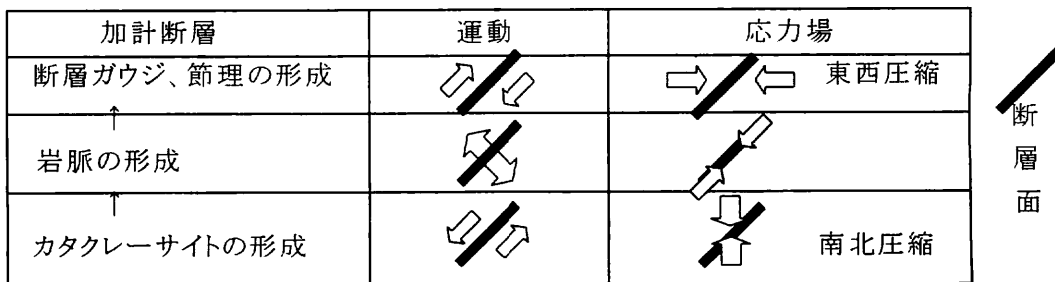 加計断層 運動 応力場
断層ガウジ、節理の形成 東西圧縮
↑
岩脈の形成
↑
カタクレーサイトの形成 南北圧縮
断層面